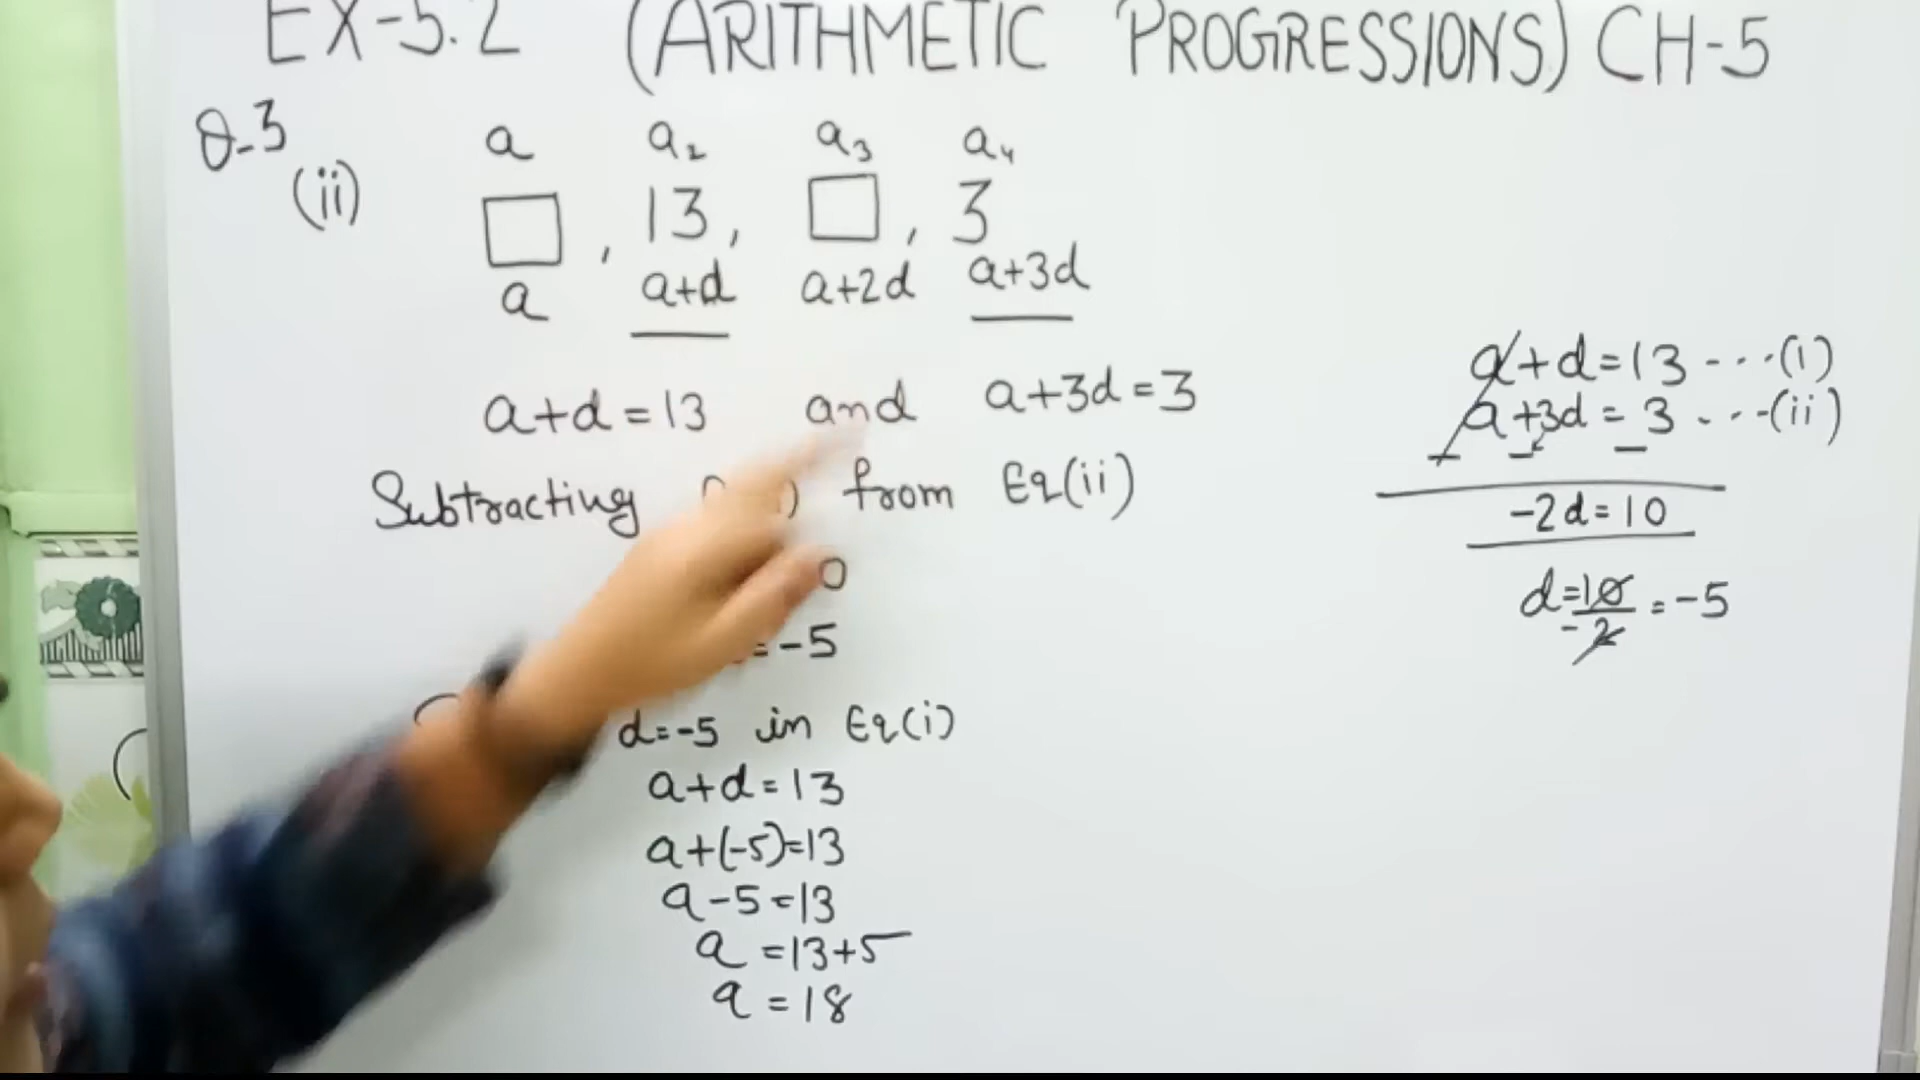 EX-5.2 (ARITHMETIC PROGRESSIONS) CH-5
Q-3
(ii)
a a₂ a₃ a₄
□, 13, □, 3
a a+d a+2d a+3d
a+d=13 and a+3d=3
Subtracting from Eq(ii)
0
=-5
d=-5 in Eq(i)
a+d=13
a+(-5)=13
a-5=13
a=13+5
a=18
a+d=13---(i)
a+3d=3---(ii)
- - -
-2d=10
d=10/-2=-5